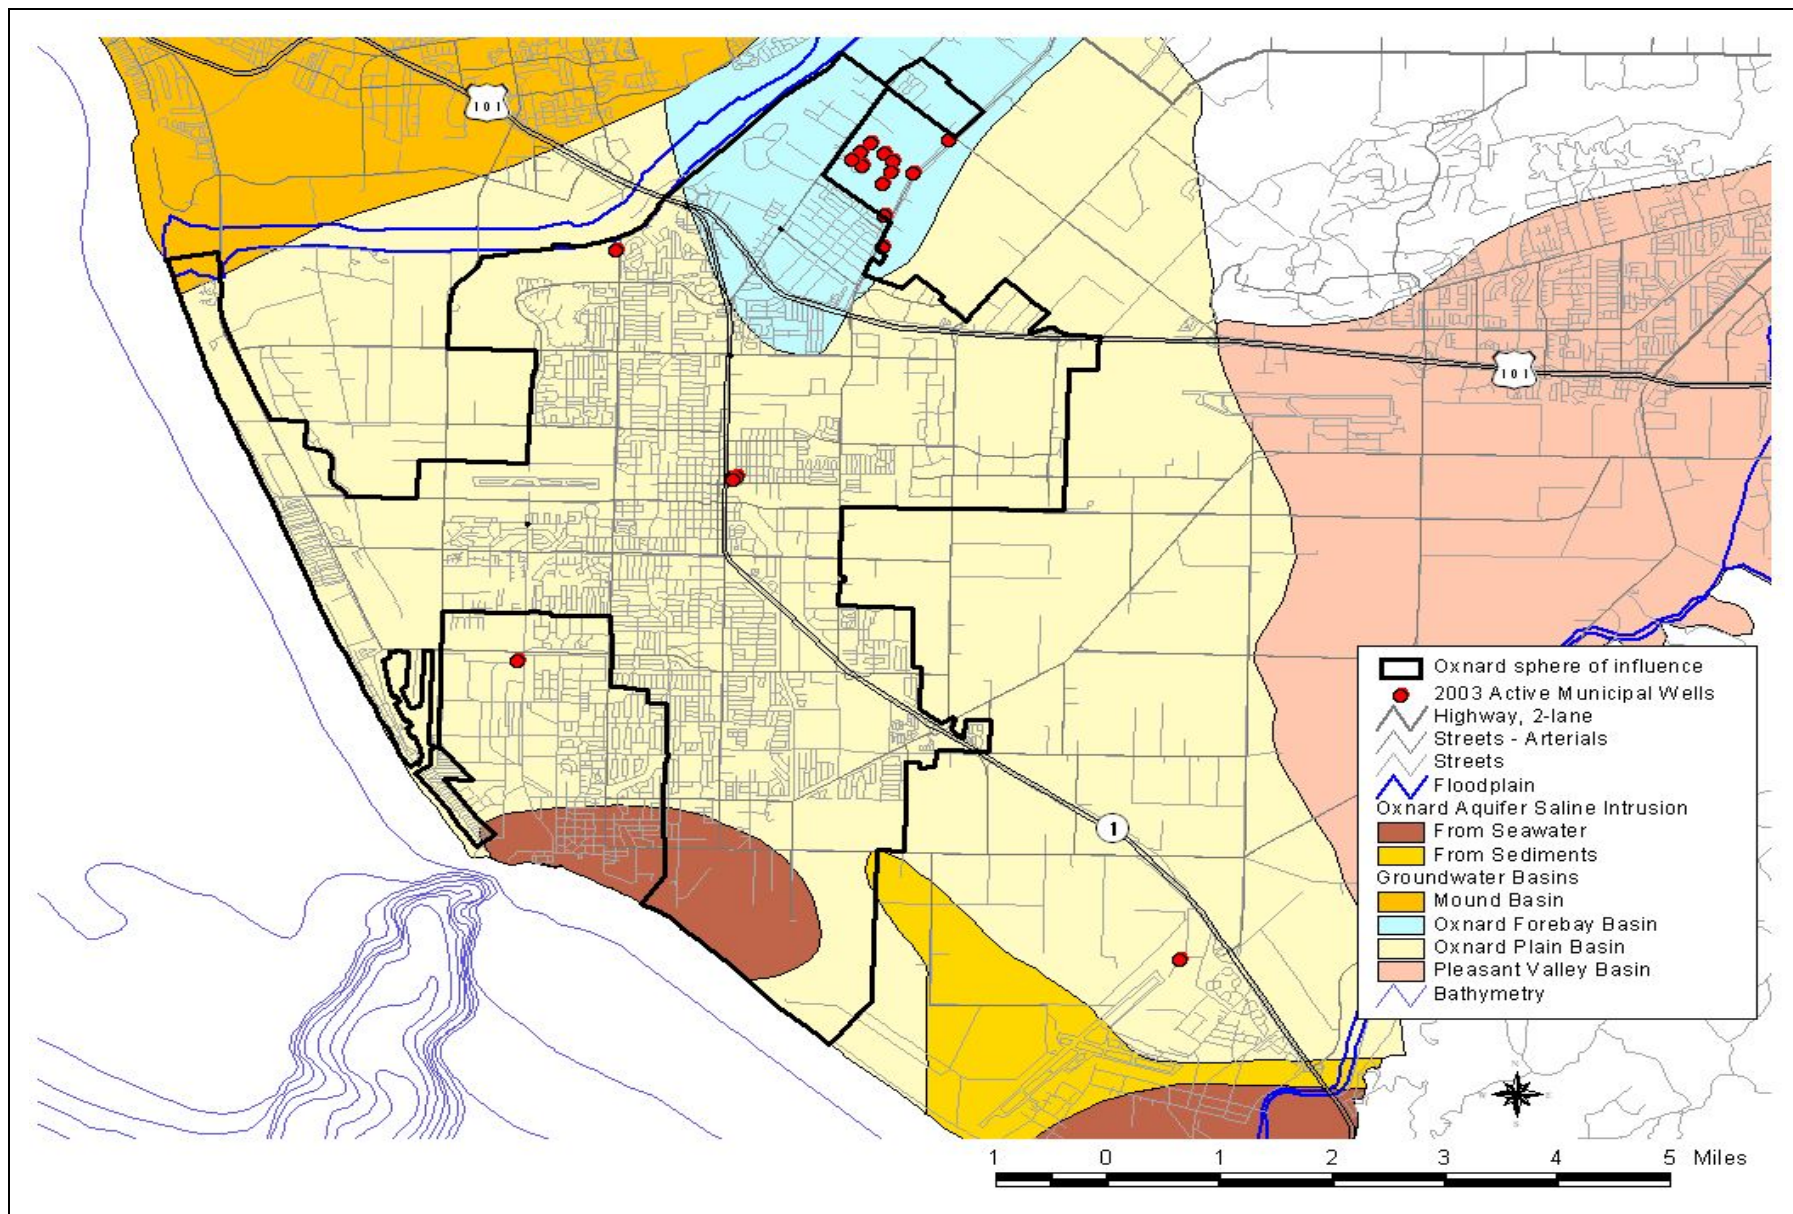 101
101
Oxnard sphere of influence
2003 Active Municipal Wells
Highway, 2-lane
Streets - Arterials
Streets
Floodplain
Oxnard Aquifer Saline Intrusion
From Seawater
From Sediments
Groundwater Basins
Mound Basin
Oxnard Forebay Basin
Oxnard Plain Basin
Pleasant Valley Basin
Bathymetry
1
1 0 1 2 3 4 5 Miles